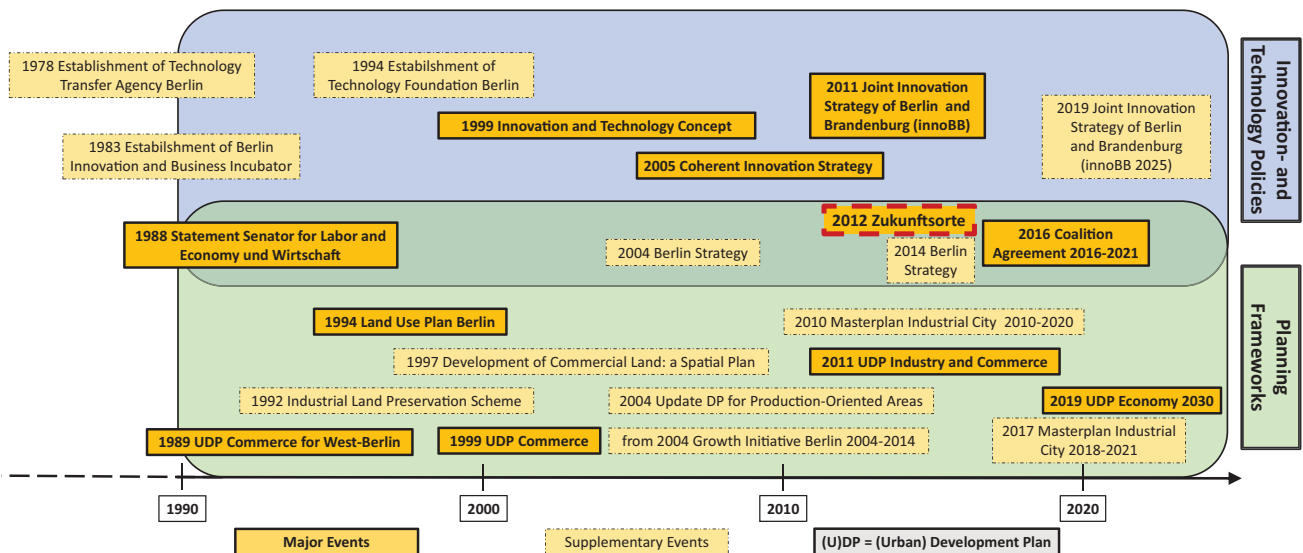 1978 Establishment of Technology
Transfer Agency Berlin
1994 Estabilshment of
Technology Foundation Berlin
1983 Estabilshment of Berlin
Innovation and Business Incubator
1999 Innovation and Technology Concept
2005 Coherent Innovation Strategy
2011 Joint Innovation
Strategy of Berlin and
Brandenburg (innoBB)
2019 Joint Innovation
Strategy of Berlin
and Brandenburg
(innoBB 2025)
Innovation- and
Technology Policies
1988 Statement Senator for Labor and
Economy und Wirtschaft
2004 Berlin Strategy
2012 Zukunftsorte
2014 Berlin
Strategy
2016 Coalition
Agreement 2016-2021
1994 Land Use Plan Berlin
2010 Masterplan Industrial City 2010-2020
1997 Development of Commercial Land: a Spatial Plan
2011 UDP Industry and Commerce
1992 Industrial Land Preservation Scheme
2004 Update DP for Production-Oriented Areas
2019 UDP Economy 2030
1989 UDP Commerce for West-Berlin
1999 UDP Commerce
from 2004 Growth Initiative Berlin 2004-2014
2017 Masterplan Industrial
City 2018-2021
Planning
Frameworks
1990
2000
2010
2020
Major Events
Supplementary Events
(U)DP = (Urban) Development Plan